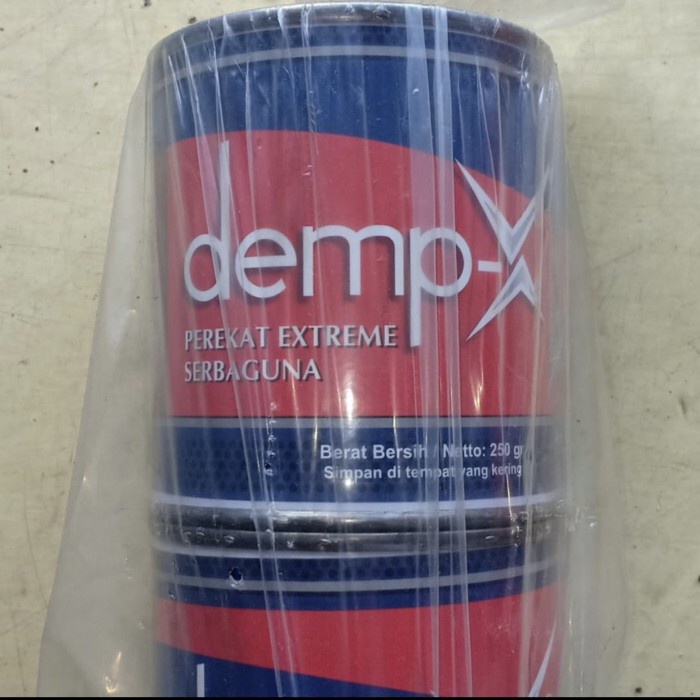 demp-x
PEREKAT EXTREME
SERBAGUNA
Berat Bersih / Netto: 250 gr
Simpan di tempat yang kering